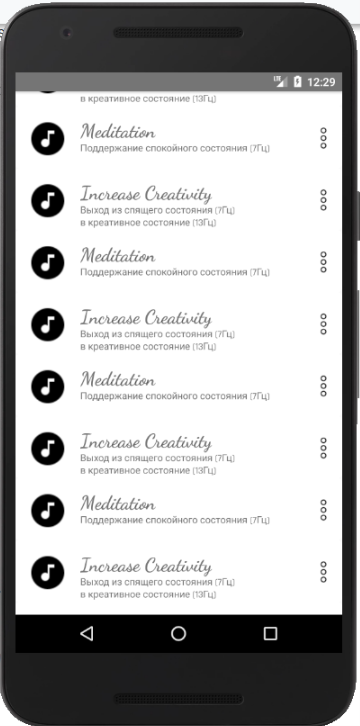 LTE 12:29
в креативное состояние (13Гц)
Meditation
Поддержание спокойного состояния (7Гц)
Increase Creativity
Выход из спящего состояния (7Гц)
в креативное состояние (13Гц)
Meditation
Поддержание спокойного состояния (7Гц)
Increase Creativity
Выход из спящего состояния (7Гц)
в креативное состояние (13Гц)
Meditation
Поддержание спокойного состояния (7Гц)
Increase Creativity
Выход из спящего состояния (7Гц)
в креативное состояние (13Гц)
Meditation
Поддержание спокойного состояния (7Гц)
Increase Creativity
Выход из спящего состояния (7Гц)
в креативное состояние (13Гц)